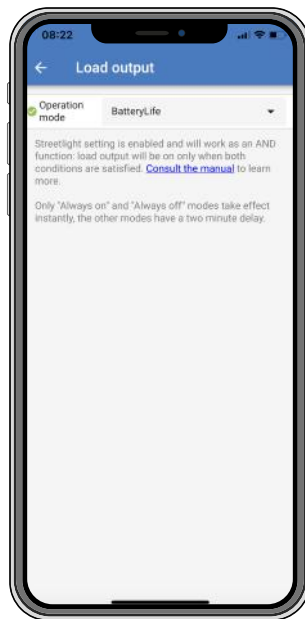 08:22
Load output
Operation
mode
BatteryLife
Streetlight setting is enabled and will work as an AND
function: load output will be on only when both
conditions are satisfied. Consult the manual to learn
more.
Only "Always on" and "Always off" modes take effect
instantly, the other modes have a two minute delay.